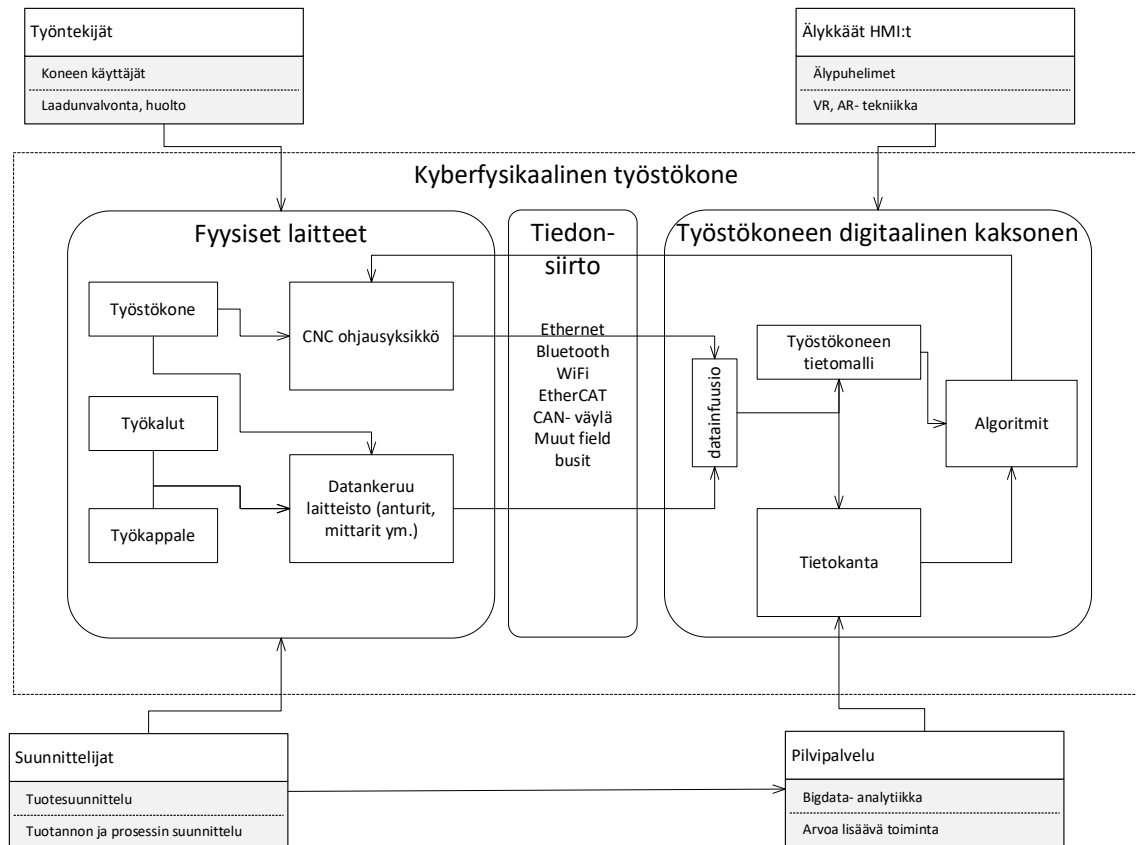 Työntekijät
Koneen käyttäjät
Laadunvalvonta, huolto
Älykkäät HMI:t
Älypuhelimet
VR, AR- tekniikka
Kyberfysikaalinen työstökone
Fyysiset laitteet
Työstökone
CNC ohjausyksikkö
Työkalut
Työkappale
Datankeruu
laitteisto (anturit,
mittarit ym.)
Tiedon-
siirto
Ethernet
Bluetooth
WiFi
EtherCAT
CAN- väylä
Muut field
busit
Työstökoneen digitaalinen kaksonen
datainfuusio
Työstökoneen
tietomalli
Algoritmit
Tietokanta
Suunnittelijat
Tuotesuunnittelu
Tuotannon ja prosessin suunnittelu
Pilvipalvelu
Bigdata- analytiikka
Arvoa lisäävä toiminta